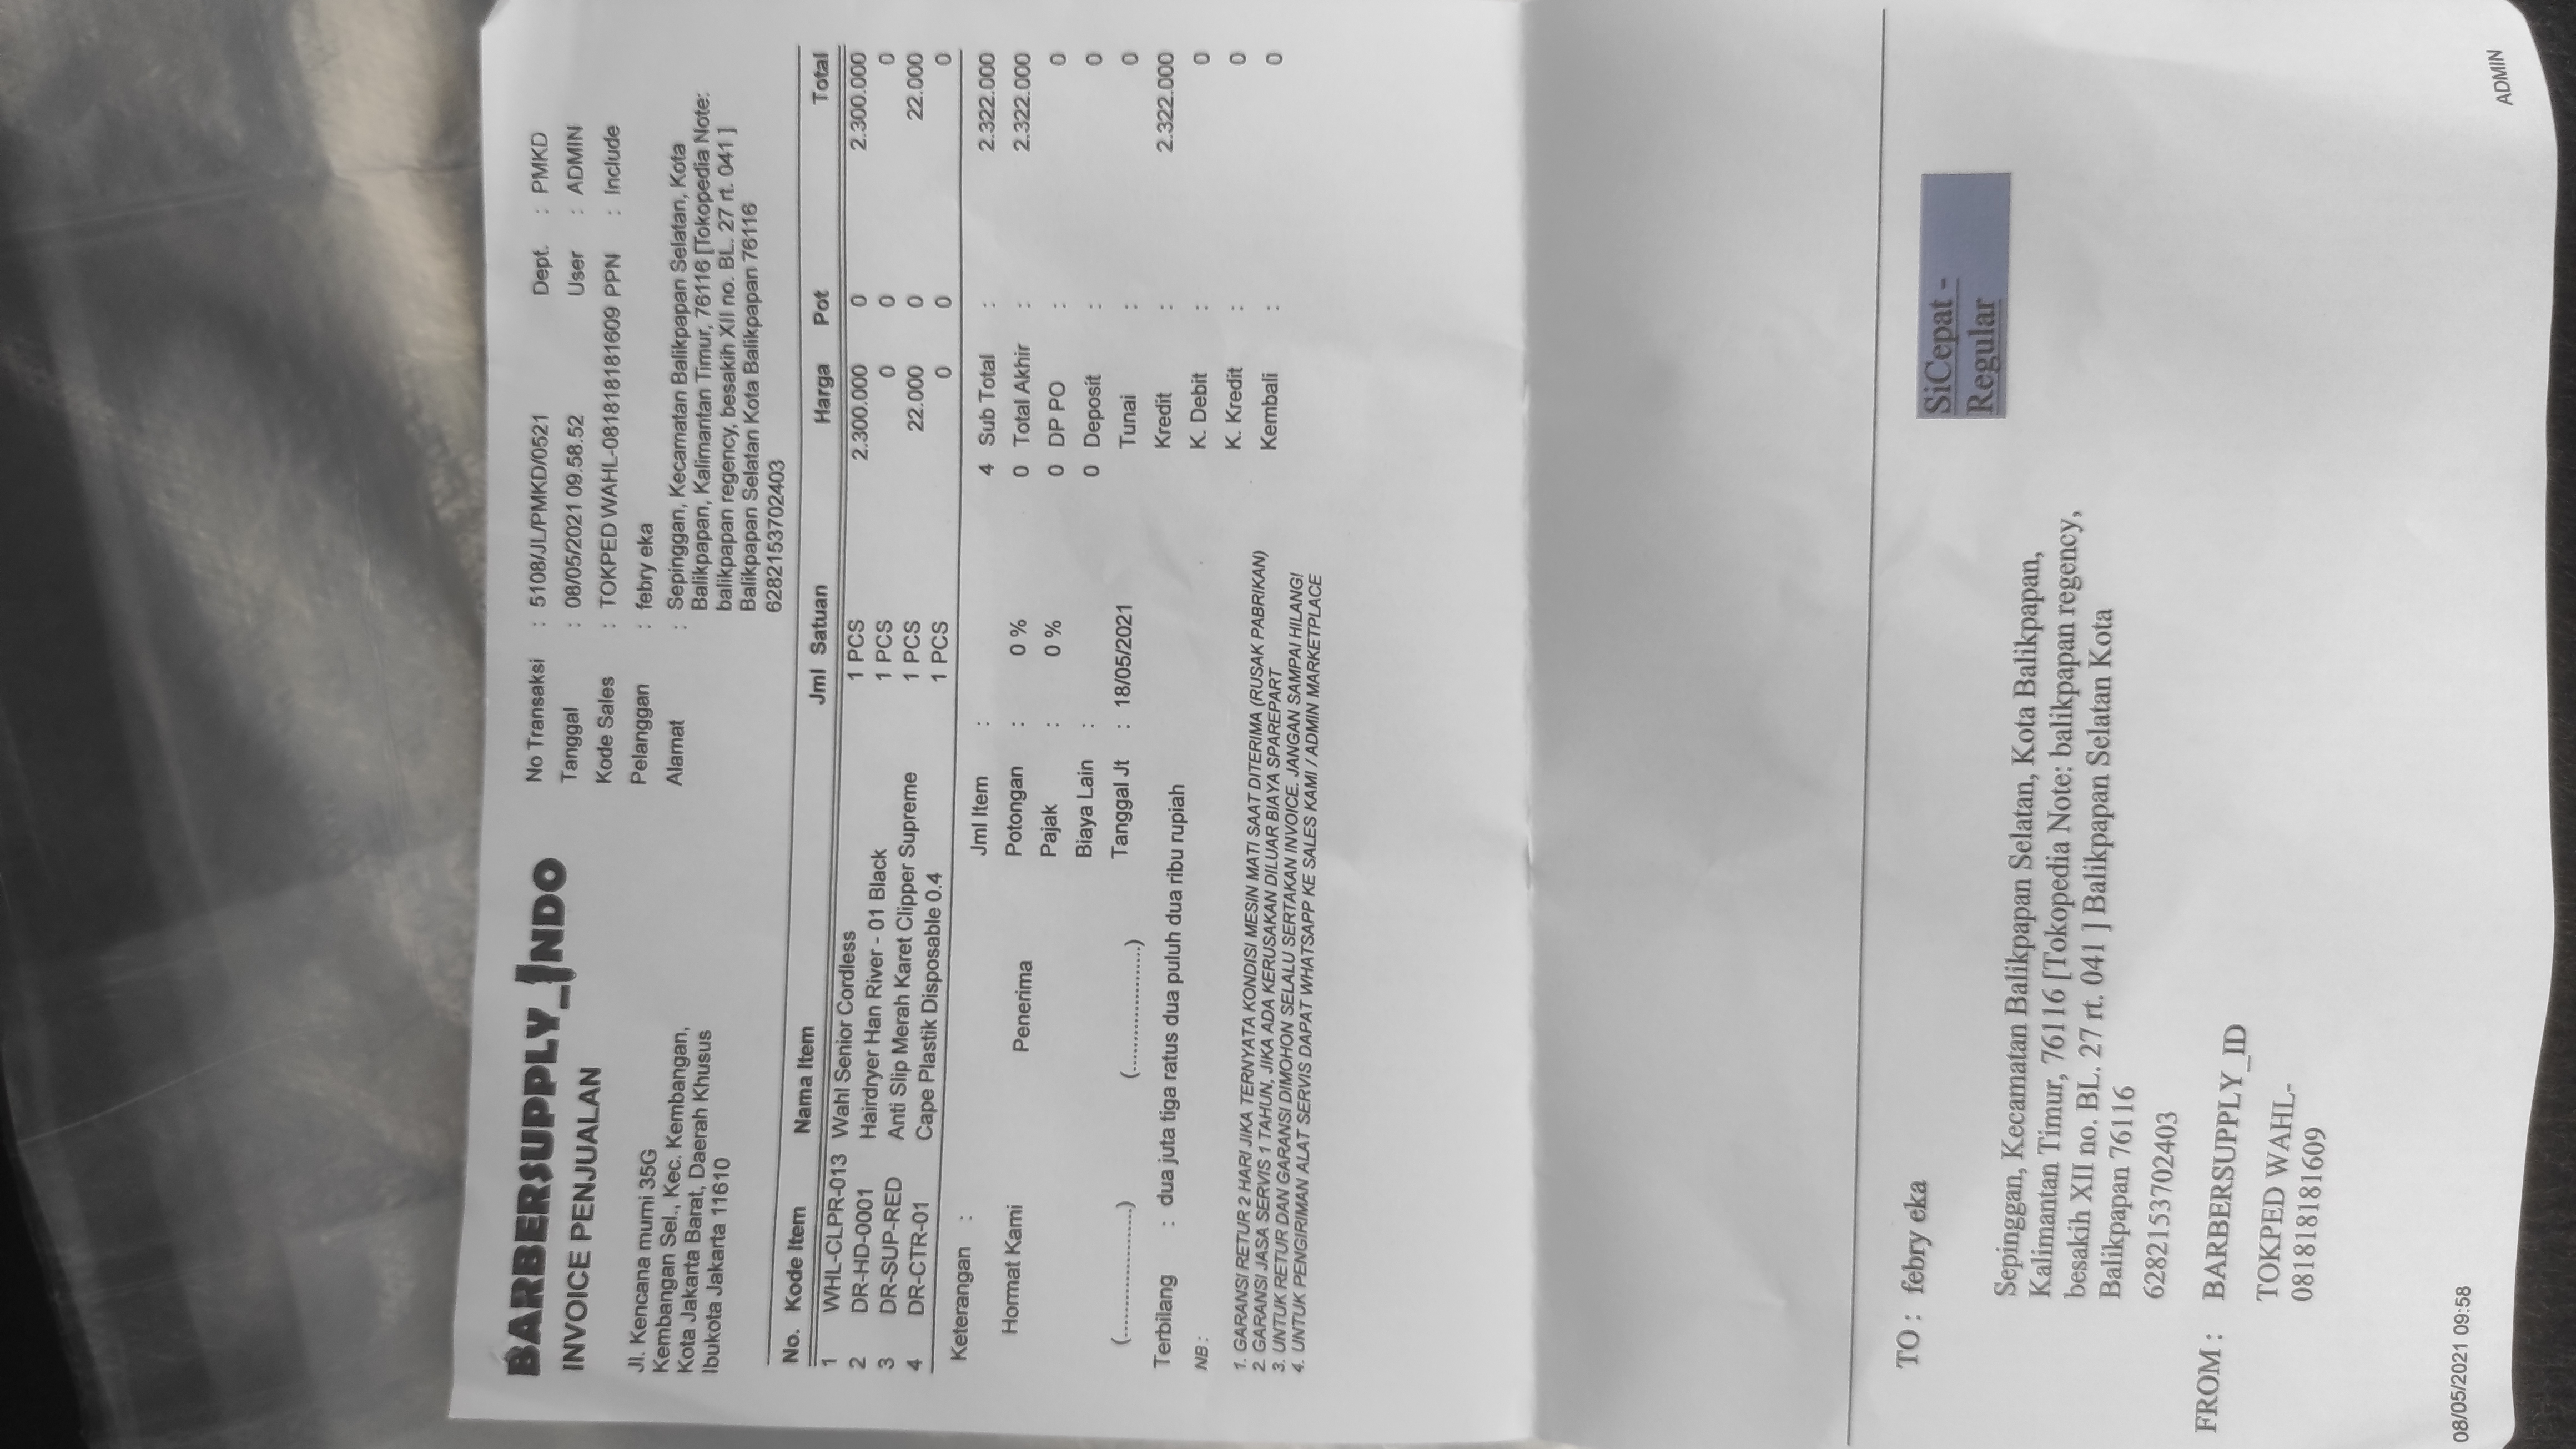 BARBERSUPPLY_INDO
INVOICE PENJUALAN
Jl. Kencana murni 35G
Kembangan Sel., Kec. Kembangan,
Kota Jakarta Barat, Daerah Khusus
Ibukota Jakarta 11610
No Transaksi : 5108/JL/PMKD/0521 Dept. : PMKD
Tanggal : 08/05/2021 09.58.52 User : ADMIN
Kode Sales : TOKPED WAHL-081818181609 PPN : Include
Pelanggan : febry eka
Alamat : Sepinggan, Kecamatan Balikpapan Selatan, Kota
Balikpapan, Kalimantan Timur, 76116 [Tokopedia Note:
balikpapan regency, besakih XII no. BL. 27 rt. 041 ]
Balikpapan Selatan Kota Balikpapan 76116
6282153702403
No. Kode Item Nama Item Jml Satuan Harga Pot Total
1 WHL-CLPR-013 Wahl Senior Cordless 1 PCS 2.300.000 0 2.300.000
2 DR-HD-0001 Hairdryer Han River - 01 Black 1 PCS 0 0 0
3 DR-SUP-RED Anti Slip Merah Karet Clipper Supreme 1 PCS 22.000 0 22.000
4 DR-CTR-01 Cape Plastik Disposable 0.4 1 PCS 0 0 0
Keterangan : Jml Item : 4 Sub Total : 2.322.000
Hormat Kami Penerima Potongan : 0 % 0 Total Akhir : 2.322.000
Pajak : 0 % 0 DP PO : 0
Biaya Lain : 0 Deposit : 0
(......................) (......................) Tanggal Jt : 18/05/2021 Tunai : 0
Terbilang : dua juta tiga ratus dua puluh dua ribu rupiah Kredit : 2.322.000
NB : K. Debit : 0
K. Kredit : 0
Kembali : 0
1. GARANSI RETUR 2 HARI JIKA TERNYATA KONDISI MESIN MATI SAAT DITERIMA (RUSAK PABRIKAN)
2. GARANSI JASA SERVIS 1 TAHUN, JIKA ADA KERUSAKAN DILUAR BIAYA SPAREPART
3. UNTUK RETUR DAN GARANSI DIMOHON SELALU SERTAKAN INVOICE. JANGAN SAMPAI HILANG!
4. UNTUK PENGIRIMAN ALAT SERVIS DAPAT WHATSAPP KE SALES KAMI / ADMIN MARKETPLACE
TO : febry eka
SiCepat -
Regular
Sepinggan, Kecamatan Balikpapan Selatan, Kota Balikpapan,
Kalimantan Timur, 76116 [Tokopedia Note: balikpapan regency,
besakih XII no. BL. 27 rt. 041 ] Balikpapan Selatan Kota
Balikpapan 76116
6282153702403
FROM : BARBERSUPPLY_ID
TOKPED WAHL-
081818181609
08/05/2021 09:58
ADMIN